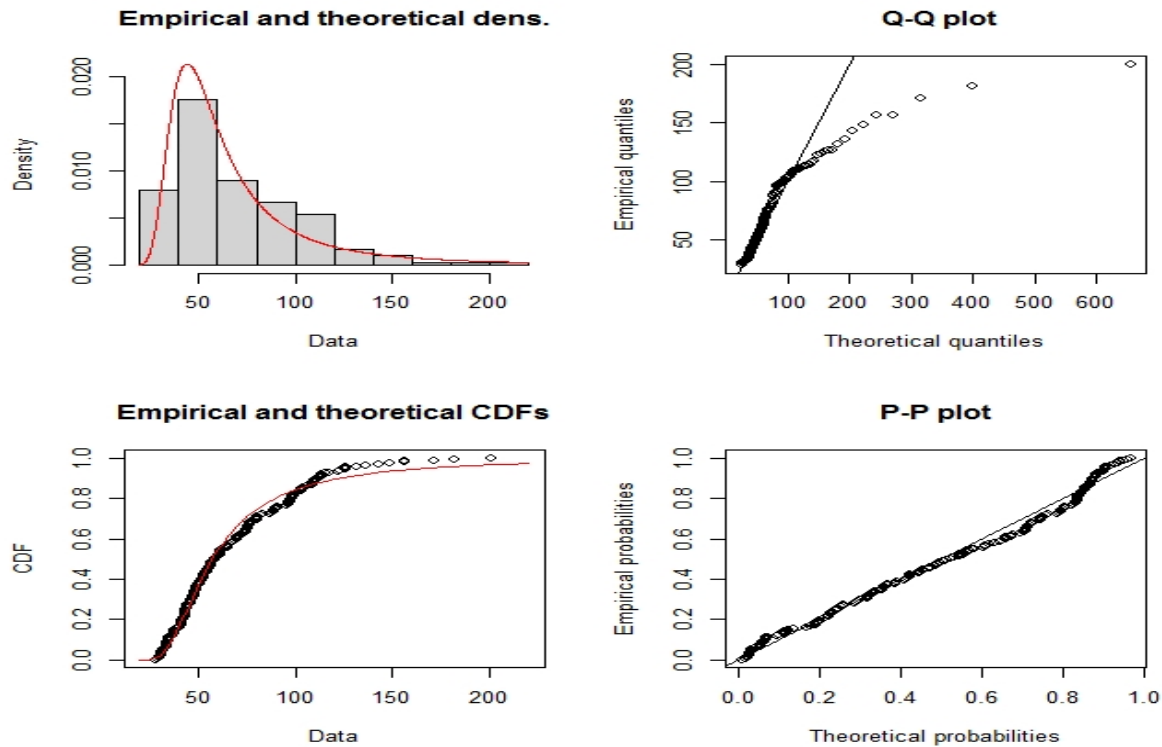 Empirical and theoretical dens.
Density
0.000 0.010 0.020
50 100 150 200
Data
Q-Q plot
Empirical quantiles
50 100 150 200
100 200 300 400 500 600
Theoretical quantiles
Empirical and theoretical CDFs
CDF
0.0 0.2 0.4 0.6 0.8 1.0
50 100 150 200
Data
P-P plot
Empirical probabilities
0.0 0.2 0.4 0.6 0.8 1.0
0.0 0.2 0.4 0.6 0.8 1.0
Theoretical probabilities